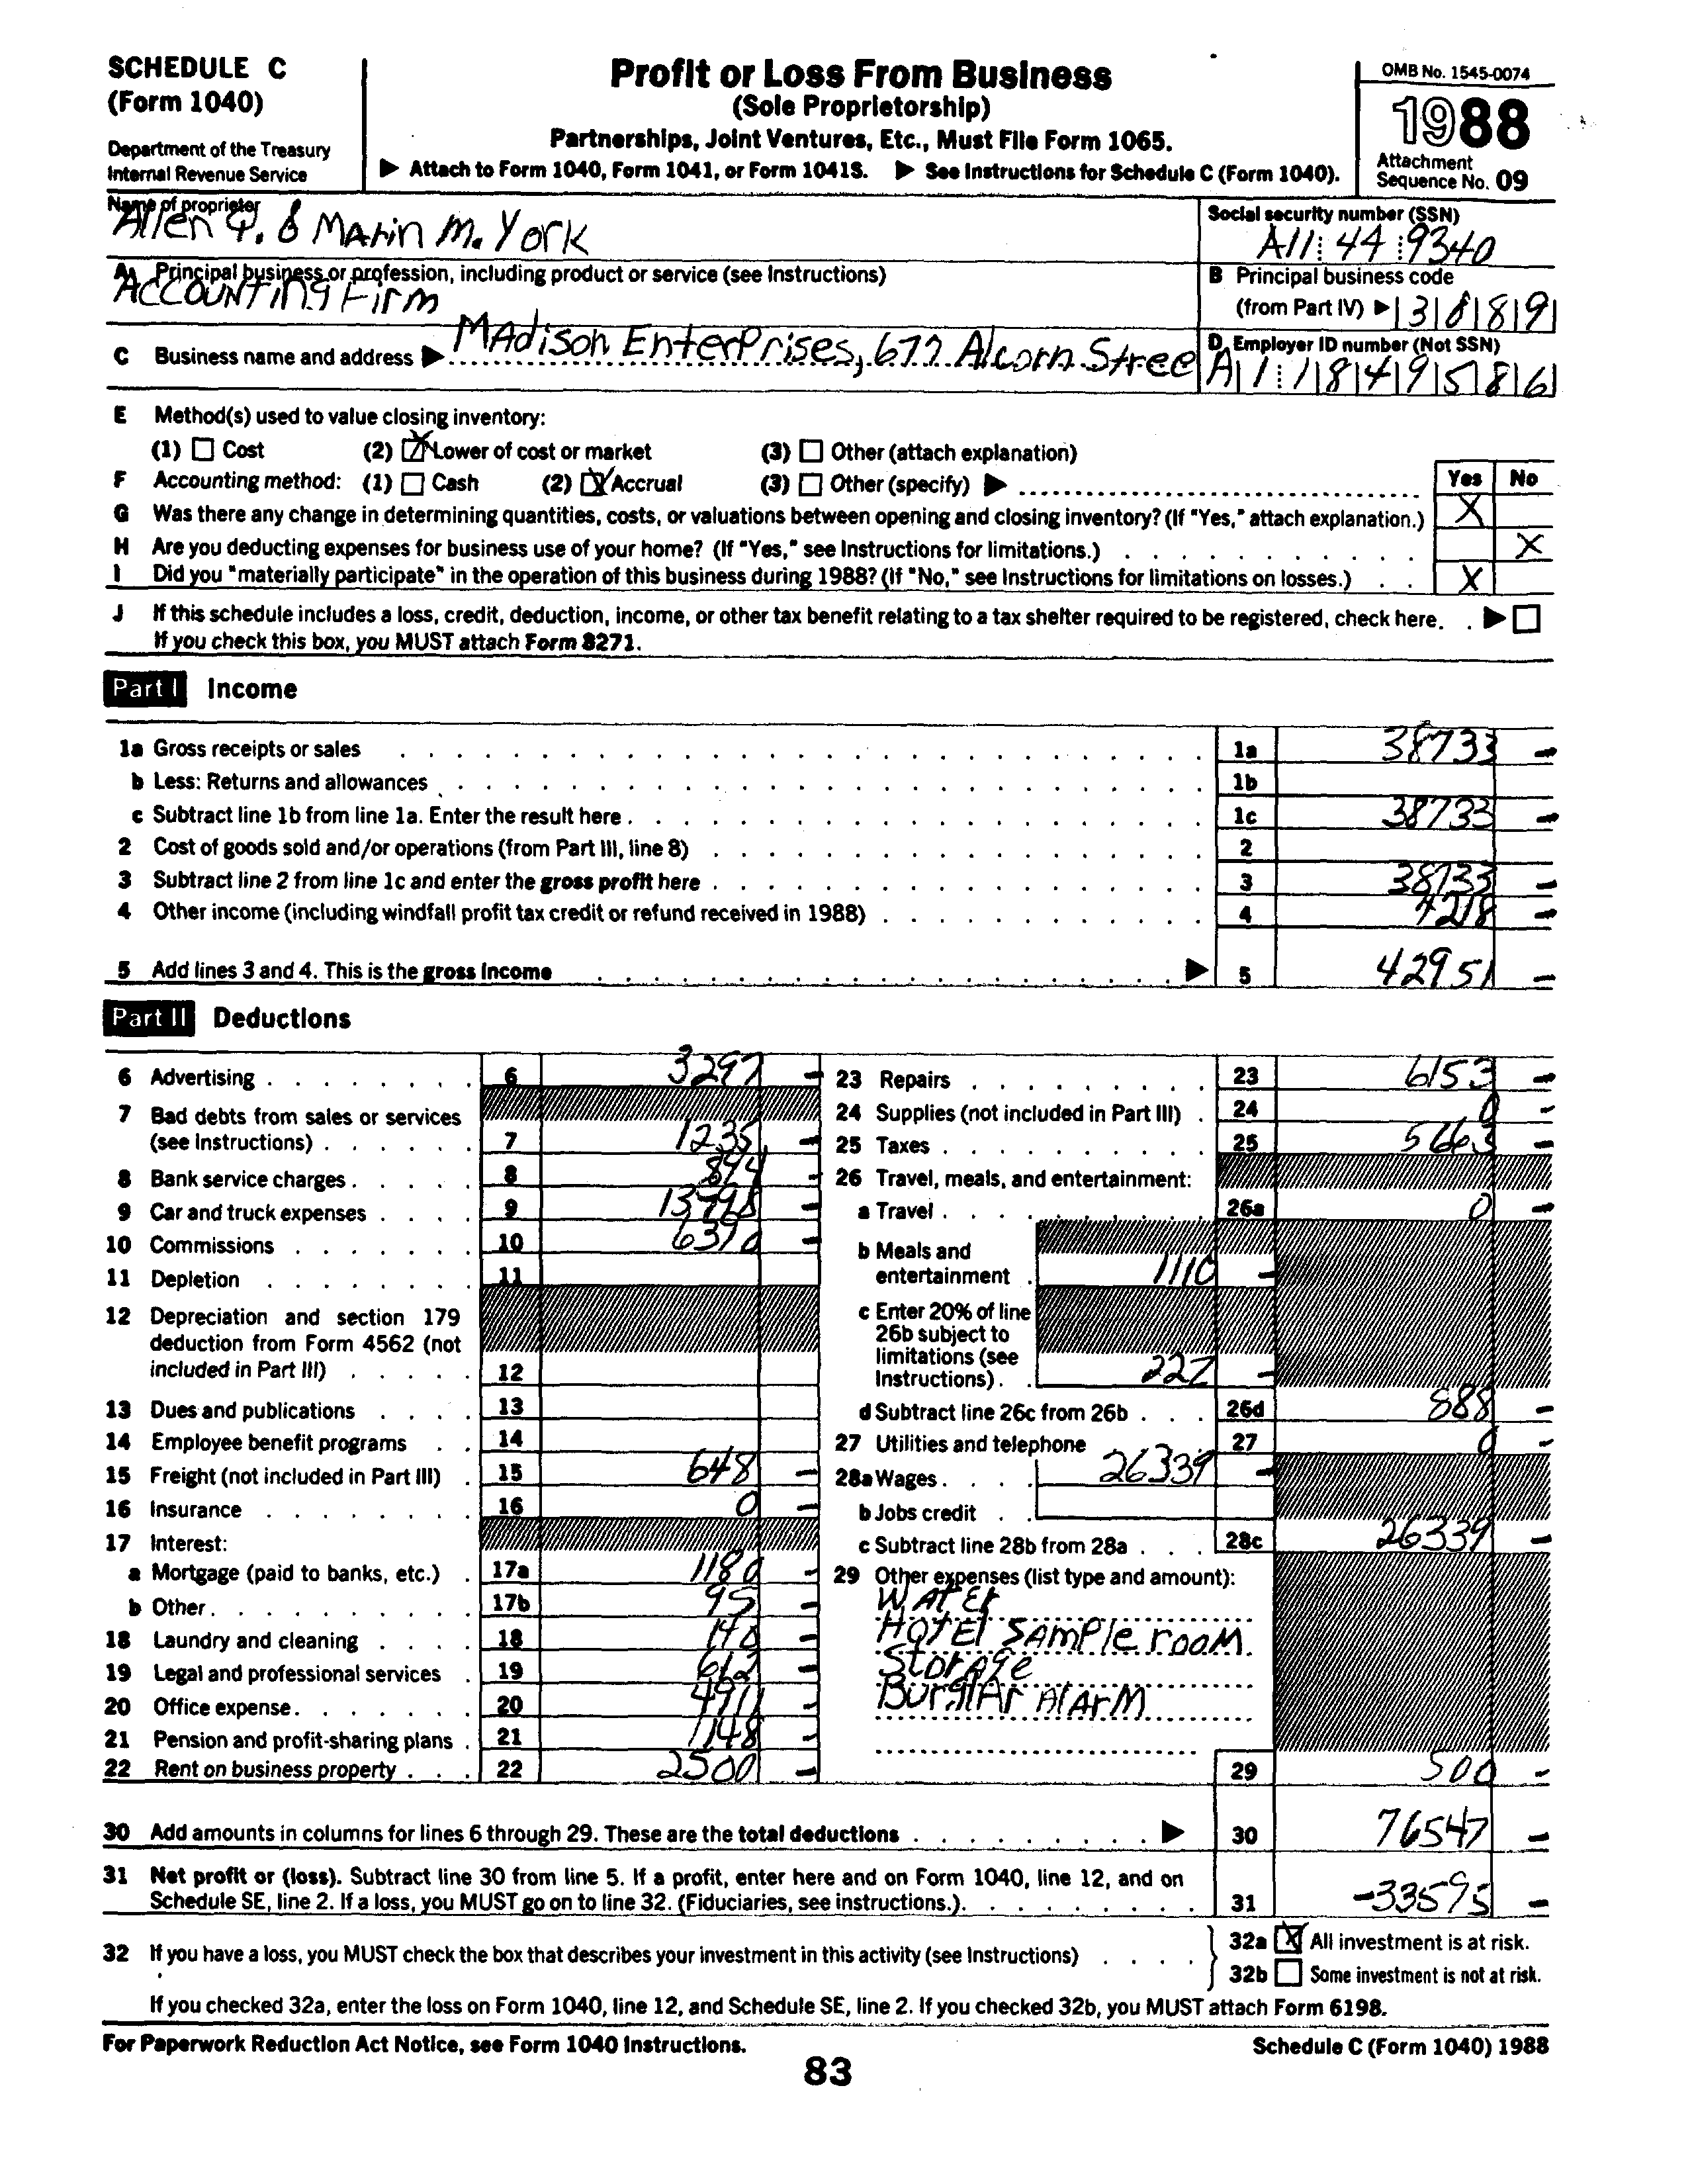 SCHEDULE C
(Form 1040)
Department of the Treasury
Internal Revenue Service
Profit or Loss From Business
(Sole Proprietorship)
Partnerships, Joint Ventures, Etc., Must File Form 1065.
▶ Attach to Form 1040, Form 1041, or Form 1041S. ▶ See Instructions for Schedule C (Form 1040).
OMB No. 1545-0074
1988
Attachment
Sequence No. 09
Name of proprietor
Allen Q. & Marin M. York
Social security number (SSN)
A11 44 9340
A Principal business or profession, including product or service (see Instructions)
Accounting Firm
B Principal business code
(from Part IV) ▶ 3889
C Business name and address ▶ Madison Enterprises, 677 Alcorn Stree
D Employer ID number (Not SSN)
A11849586
E Method(s) used to value closing inventory:
(1) ☐ Cost (2) ☒ Lower of cost or market (3) ☐ Other (attach explanation)
F Accounting method: (1) ☐ Cash (2) ☒ Accrual (3) ☐ Other (specify) ▶
Yes No
G Was there any change in determining quantities, costs, or valuations between opening and closing inventory? (If "Yes," attach explanation.) X
H Are you deducting expenses for business use of your home? (If "Yes," see Instructions for limitations.) X
I Did you "materially participate" in the operation of this business during 1988? (If "No," see Instructions for limitations on losses.) X
J If this schedule includes a loss, credit, deduction, income, or other tax benefit relating to a tax shelter required to be registered, check here. ▶ ☐
If you check this box, you MUST attach Form 8271.
Part I Income
1a Gross receipts or sales 1a 38733 -
b Less: Returns and allowances 1b
c Subtract line 1b from line 1a. Enter the result here 1c 38733 -
2 Cost of goods sold and/or operations (from Part III, line 8) 2
3 Subtract line 2 from line 1c and enter the gross profit here 3 38733 -
4 Other income (including windfall profit tax credit or refund received in 1988) 4 4218 -
5 Add lines 3 and 4. This is the gross income ▶ 5 42951 -
Part II Deductions
6 Advertising 6 3297 -
7 Bad debts from sales or services
(see Instructions) 7 1235 -
8 Bank service charges 8 -
9 Car and truck expenses 9 -
10 Commissions 10 6390 -
11 Depletion 11
12 Depreciation and section 179
deduction from Form 4562 (not
included in Part III) 12
13 Dues and publications 13
14 Employee benefit programs 14
15 Freight (not included in Part III) 15 648 -
16 Insurance 16 0 -
17 Interest:
a Mortgage (paid to banks, etc.) 17a 1180 -
b Other 17b 95 -
18 Laundry and cleaning 18 140 -
19 Legal and professional services 19 612 -
20 Office expense 20 -
21 Pension and profit-sharing plans 21 1148 -
22 Rent on business property 22 2500 -
23 Repairs 23 6153 -
24 Supplies (not included in Part III) 24 0 -
25 Taxes 25 5663 -
26 Travel, meals, and entertainment:
a Travel 26a 0 -
b Meals and
entertainment 1110 -
c Enter 20% of line
26b subject to
limitations (see
Instructions) 222 -
d Subtract line 26c from 26b 26d 888 -
27 Utilities and telephone 27 0 -
28a Wages 26339 -
b Jobs credit
c Subtract line 28b from 28a 28c 26339 -
29 Other expenses (list type and amount):
Water
Hotel sample room
Storage
Burglar Alarm
29 500 -
30 Add amounts in columns for lines 6 through 29. These are the total deductions ▶ 30 76547 -
31 Net profit or (loss). Subtract line 30 from line 5. If a profit, enter here and on Form 1040, line 12, and on
Schedule SE, line 2. If a loss, you MUST go on to line 32. (Fiduciaries, see instructions.) 31 -33595 -
32 If you have a loss, you MUST check the box that describes your investment in this activity (see Instructions)
32a ☒ All investment is at risk.
32b ☐ Some investment is not at risk.
If you checked 32a, enter the loss on Form 1040, line 12, and Schedule SE, line 2. If you checked 32b, you MUST attach Form 6198.
For Paperwork Reduction Act Notice, see Form 1040 Instructions.
Schedule C (Form 1040) 1988
83